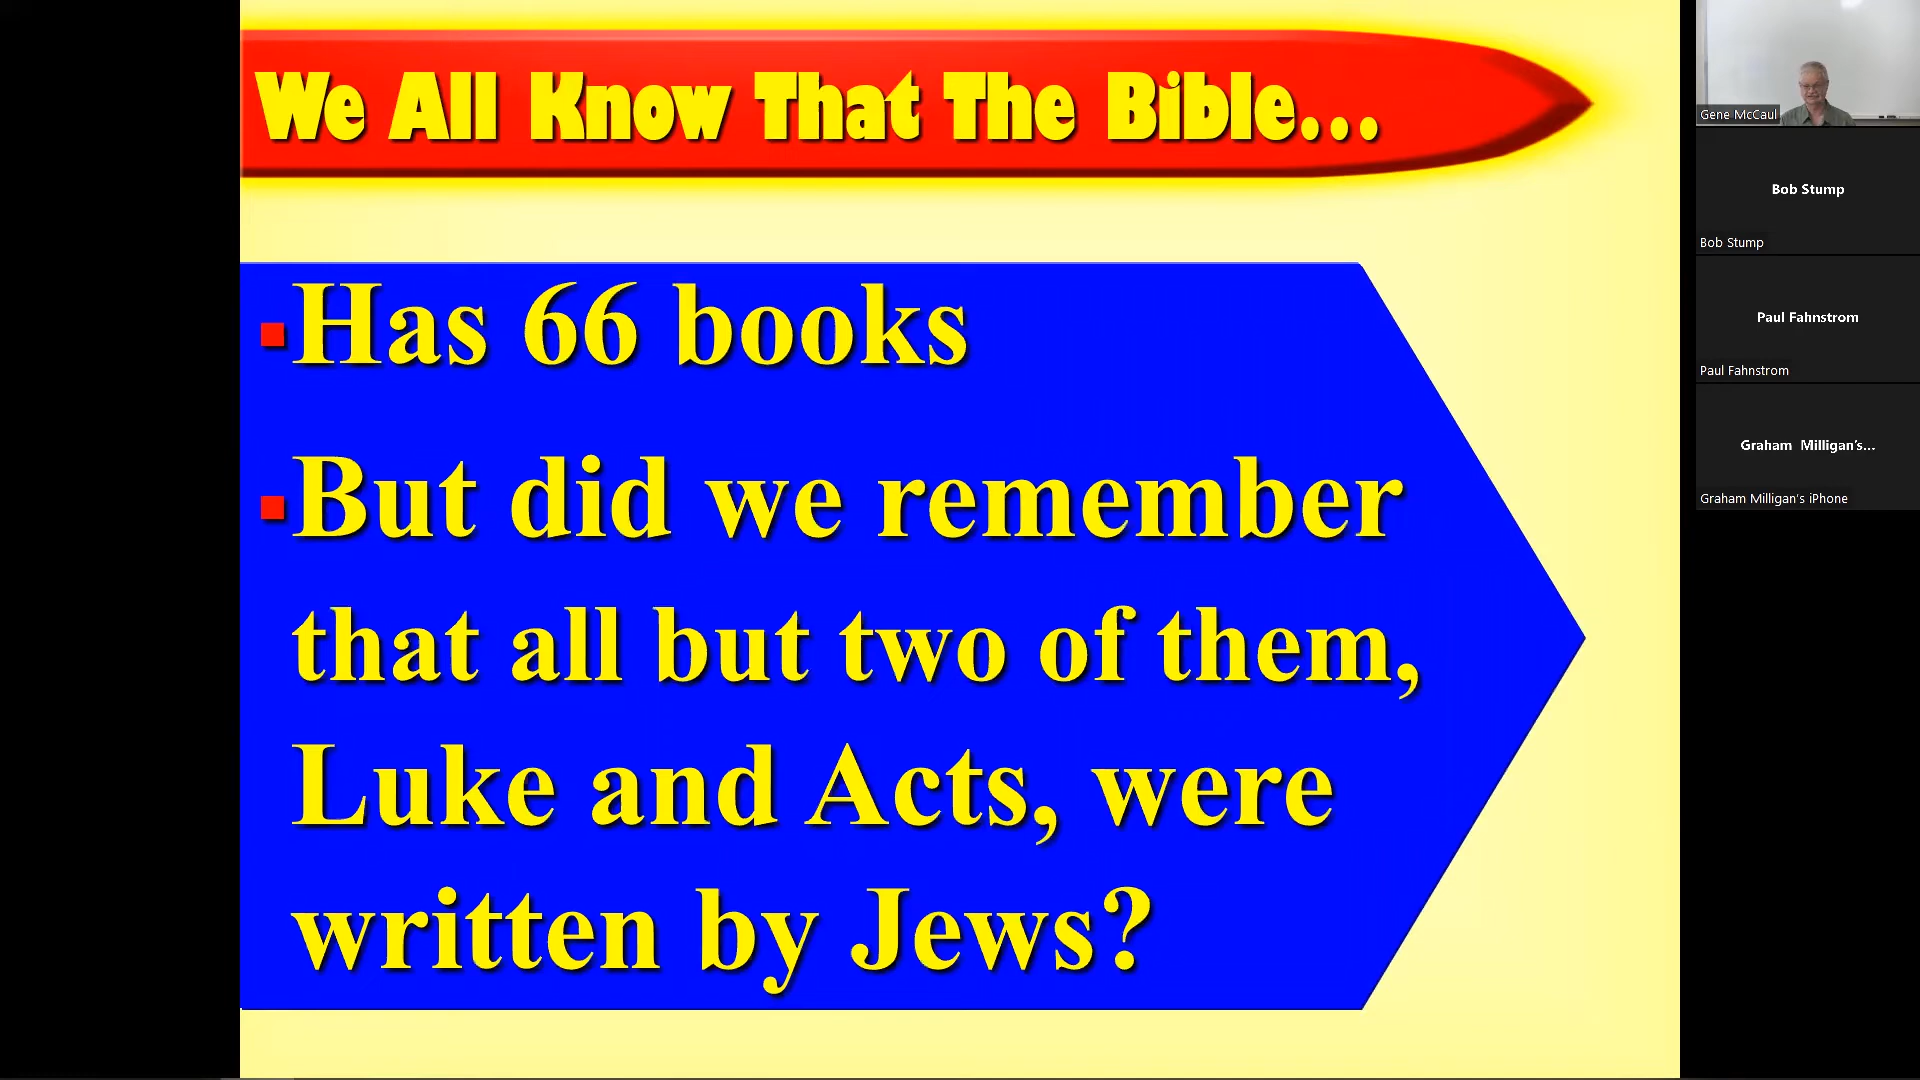 We All Know That The Bible...
Has 66 books
But did we remember
that all but two of them,
Luke and Acts, were
written by Jews?
Gene McCaul
Bob Stump
Bob Stump
Paul Fahnstrom
Paul Fahnstrom
Graham Milligan's...
Graham Milligan's iPhone